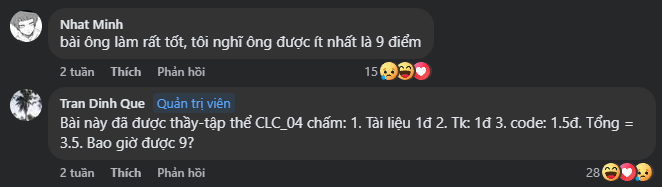 Nhat Minh
bài ông làm rất tốt, tôi nghĩ ông được ít nhất là 9 điểm
2 tuần Thích Phản hồi 15
Tran Dinh Que Quản trị viên
Bài này đã được thầy-tập thể CLC_04 chấm: 1. Tài liệu 1đ 2. Tk: 1đ 3. code: 1.5đ. Tổng =
3.5. Bao giờ được 9?
2 tuần Thích Phản hồi 28